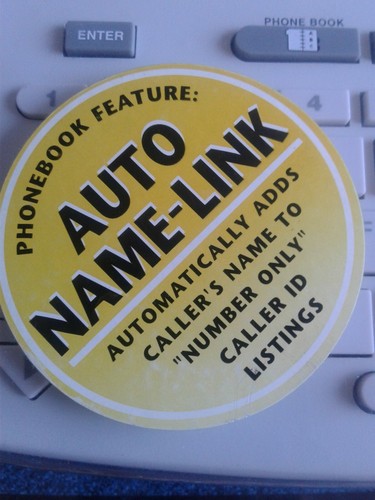 ENTER
PHONE BOOK
1
4
PHONEBOOK FEATURE:
AUTO
NAME-LINK
AUTOMATICALLY ADDS
CALLER'S NAME TO
"NUMBER ONLY"
CALLER ID
LISTINGS